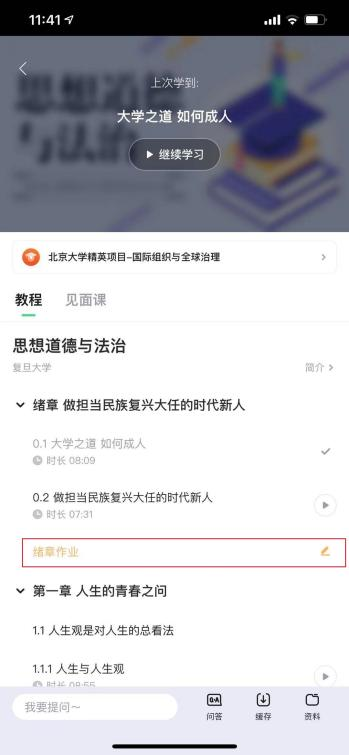 11:41
思想道
与法治
上次学到:
大学之道 如何成人
继续学习
北京大学精英项目-国际组织与全球治理
教程 见面课
思想道德与法治
复旦大学 简介
绪章 做担当民族复兴大任的时代新人
0.1 大学之道 如何成人
时长 08:09
0.2 做担当民族复兴大任的时代新人
时长 07:31
绪章作业
第一章 人生的青春之问
1.1 人生观是对人生的总看法
1.1.1 人生与人生观
时长 08:55
我要提问~
Q&A
问答 缓存 资料